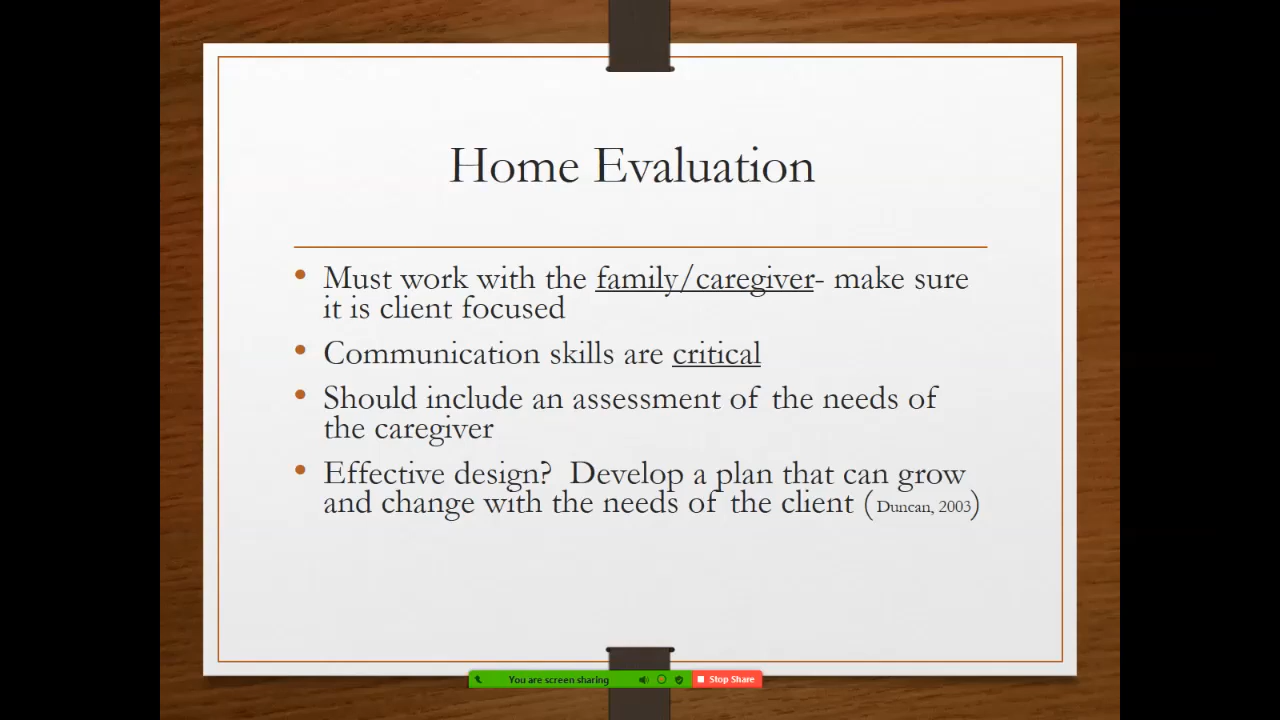 Home Evaluation
• Must work with the family/caregiver- make sure
it is client focused
• Communication skills are critical
• Should include an assessment of the needs of
the caregiver
• Effective design?  Develop a plan that can grow
and change with the needs of the client (Duncan, 2003)
You are screen sharing
Stop Share